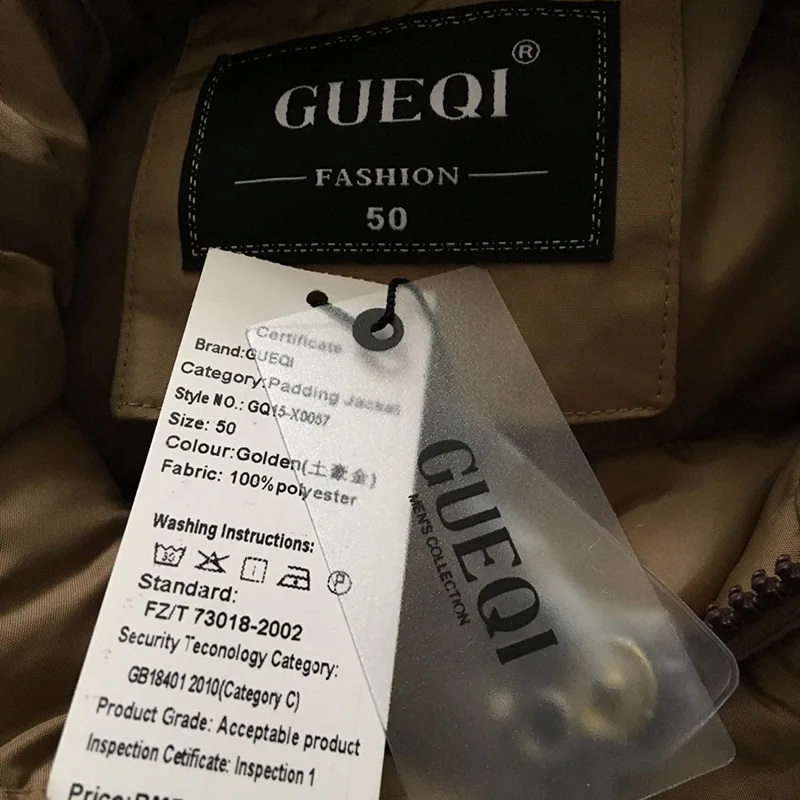 GUEQI®
FASHION
50
Certificate
Brand:GUEQI
Category:Padding Jacket
Style NO.: GQ15-X0057
Size: 50
Colour:Golden(土豪金)
Fabric: 100%polyester
Washing Instructions:
30
P
Standard:
FZ/T 73018-2002
Security Teconology Category:
GB18401 2010(Category C)
Product Grade: Acceptable product
Inspection Cetificate: Inspection 1
Price:
GUEQI
MEN'S COLLECTION